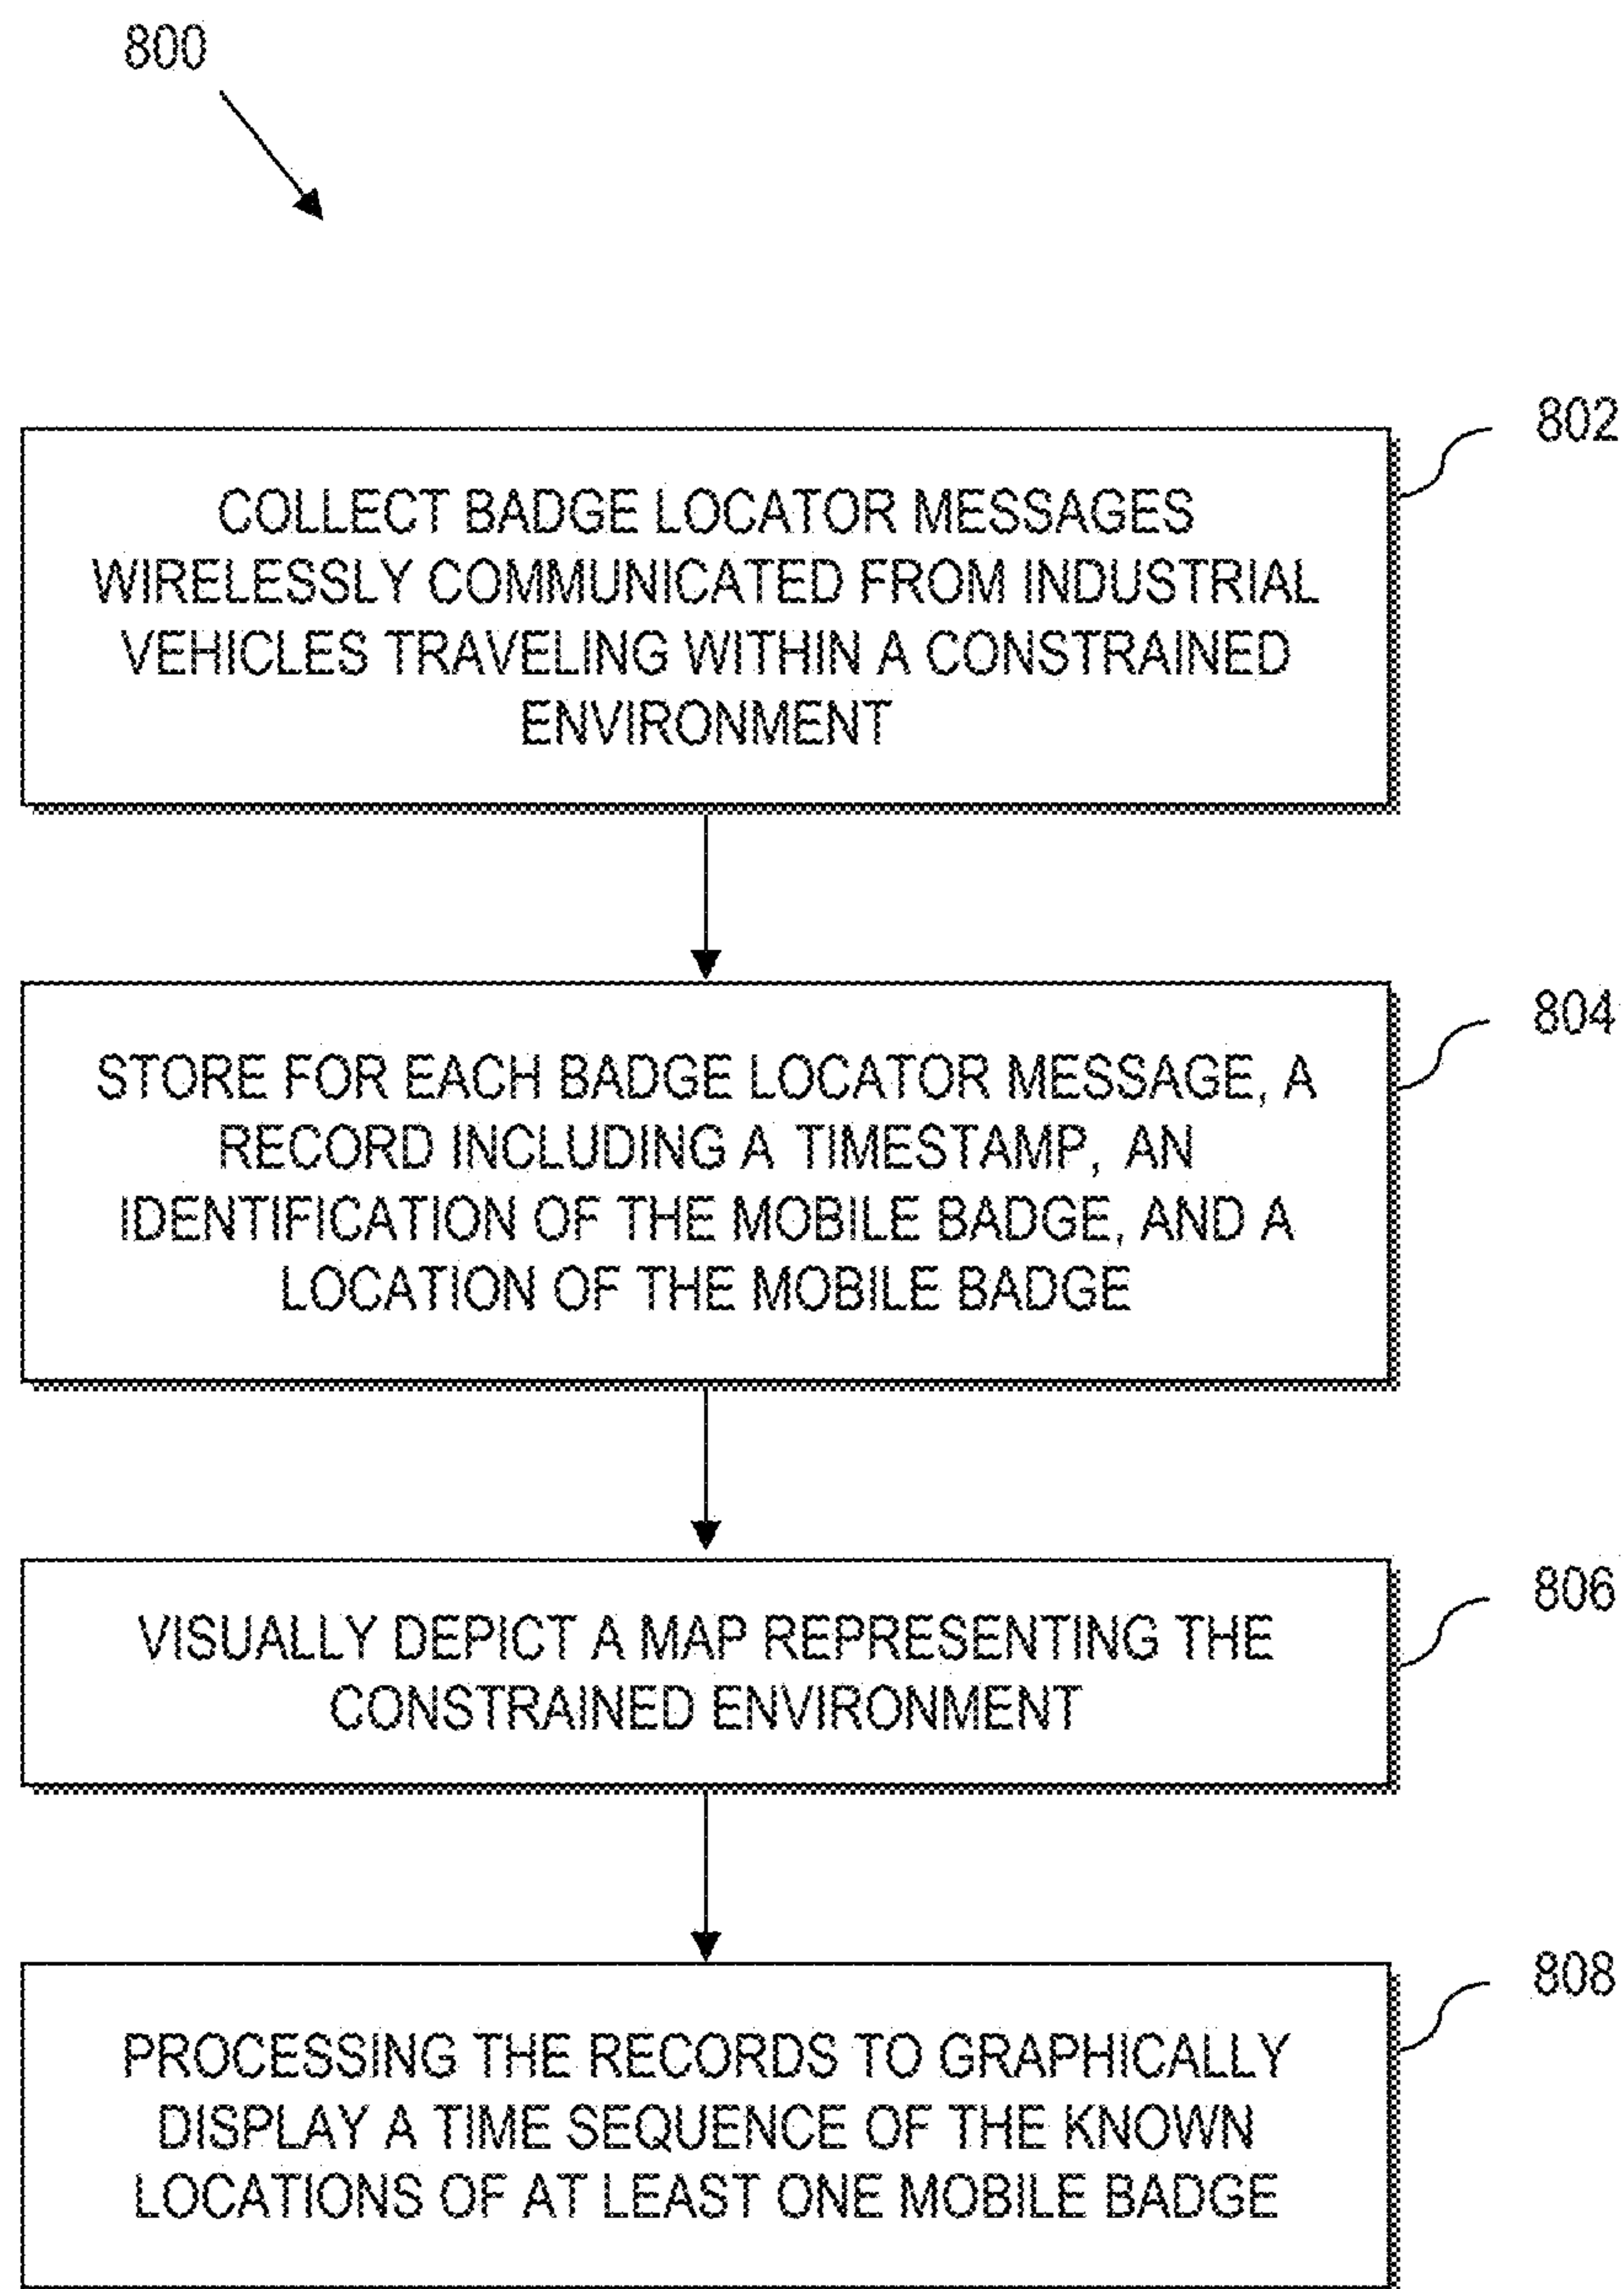 800
802
COLLECT BADGE LOCATOR MESSAGES
WIRELESSLY COMMUNICATED FROM INDUSTRIAL
VEHICLES TRAVELING WITHIN A CONSTRAINED
ENVIRONMENT
804
STORE FOR EACH BADGE LOCATOR MESSAGE, A
RECORD INCLUDING A TIMESTAMP, AN
IDENTIFICATION OF THE MOBILE BADGE, AND A
LOCATION OF THE MOBILE BADGE
806
VISUALLY DEPICT A MAP REPRESENTING THE
CONSTRAINED ENVIRONMENT
808
PROCESSING THE RECORDS TO GRAPHICALLY
DISPLAY A TIME SEQUENCE OF THE KNOWN
LOCATIONS OF AT LEAST ONE MOBILE BADGE